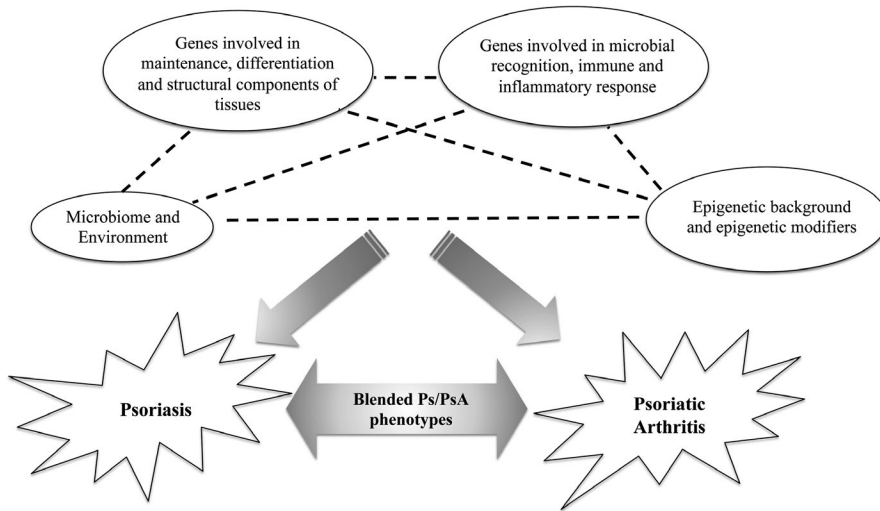 Genes involved in
maintenance, differentiation
and structural components of
tissues
Genes involved in microbial
recognition, immune and
inflammatory response
Microbiome and
Environment
Epigenetic background
and epigenetic modifiers
Psoriasis
Blended Ps/PsA
phenotypes
Psoriatic
Arthritis